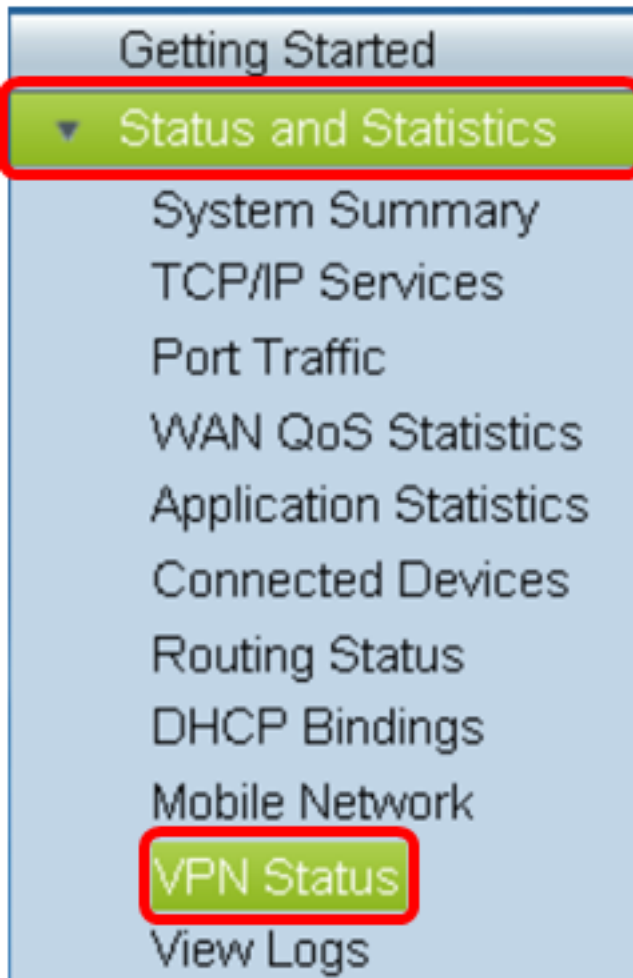 Getting Started
Status and Statistics
System Summary
TCP/IP Services
Port Traffic
WAN QoS Statistics
Application Statistics
Connected Devices
Routing Status
DHCP Bindings
Mobile Network
VPN Status
View Logs